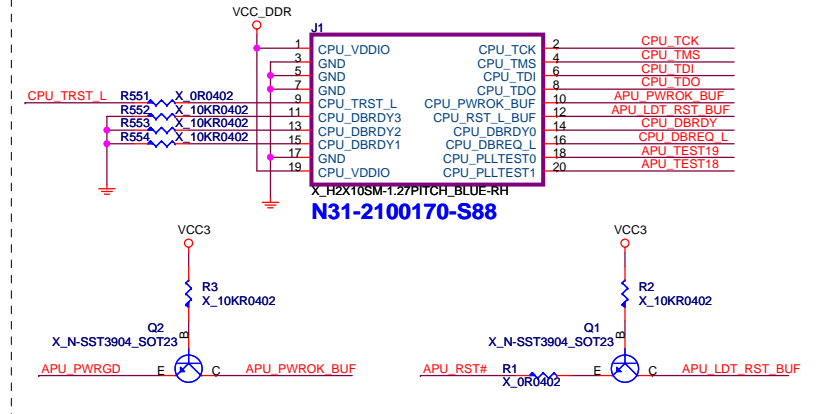 VCC_DDR
J1
1 CPU_VDDIO CPU_TCK 2 CPU_TCK
3 GND CPU_TMS 4 CPU_TMS
5 GND CPU_TDI 6 CPU_TDI
7 GND CPU_TDO 8 CPU_TDO
CPU_TRST_L R551 X_0R0402 9 CPU_TRST_L CPU_PWROK_BUF 10 APU_PWROK_BUF
R552 X_10KR0402 11 CPU_DBRDY3 CPU_RST_L_BUF 12 APU_LDT_RST_BUF
R553 X_10KR0402 13 CPU_DBRDY2 CPU_DBRDY0 14 CPU_DBRDY
R554 X_10KR0402 15 CPU_DBRDY1 CPU_DBREQ_L 16 CPU_DBREQ_L
17 GND CPU_PLLTEST0 18 APU_TEST19
19 CPU_VDDIO CPU_PLLTEST1 20 APU_TEST18
X_H2X10SM-1.27PITCH_BLUE-RH
N31-2100170-S88
VCC3 VCC3
R3 R2
X_10KR0402 X_10KR0402
Q2 B Q1 B
X_N-SST3904_SOT23 X_N-SST3904_SOT23
APU_PWRGD E C APU_PWROK_BUF APU_RST# R1 E C APU_LDT_RST_BUF
X_0R0402